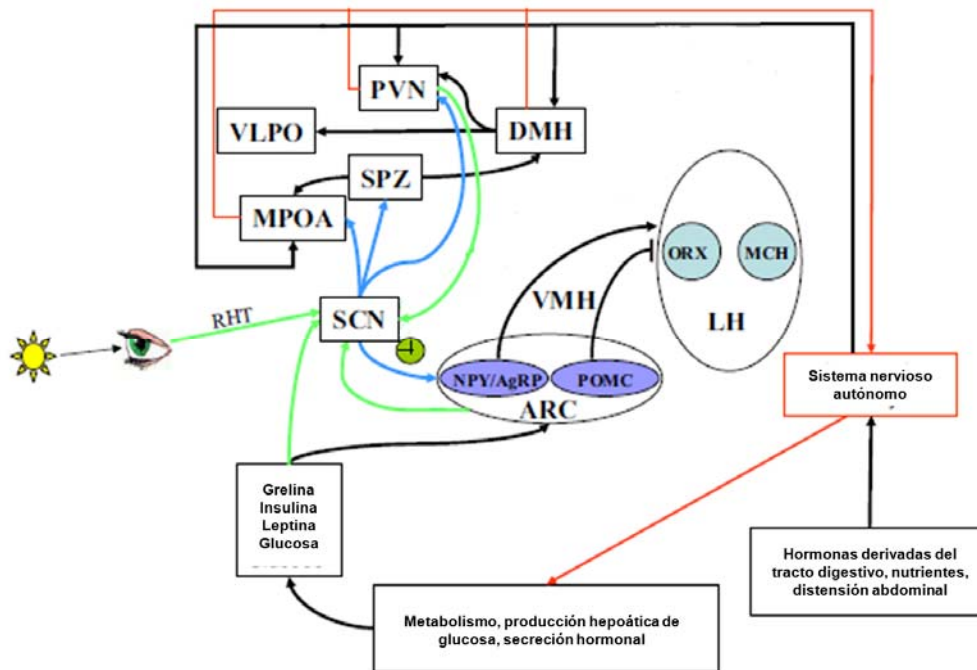 PVN
VLPO
DMH
SPZ
MPOA
ORX
MCH
VMH
LH
RHT
SCN
NPY/AgRP
POMC
ARC
Sistema nervioso
autónomo
Grelina
Insulina
Leptina
Glucosa
Hormonas derivadas del
tracto digestivo, nutrientes,
distensión abdominal
Metabolismo, producción hepoática de
glucosa, secreción hormonal